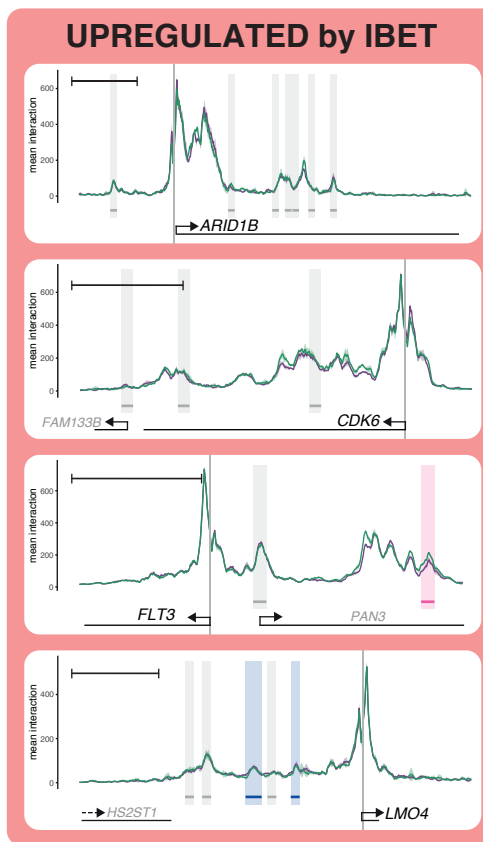 UPREGULATED by IBET
mean interaction
600
400
200
0
ARID1B
mean interaction
600
400
200
0
FAM133B
CDK6
mean interaction
600
400
200
0
FLT3
PAN3
mean interaction
400
200
0
HS2ST1
LMO4